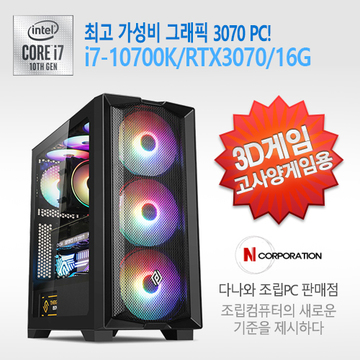 intel
CORE i7
10TH GEN
최고 가성비 그래픽 3070 PC!
i7-10700K/RTX3070/16G
3D게임
고사양게임용
N CORPORATION
다나와 조립PC 판매점
조립컴퓨터의 새로운
기준을 제시하다